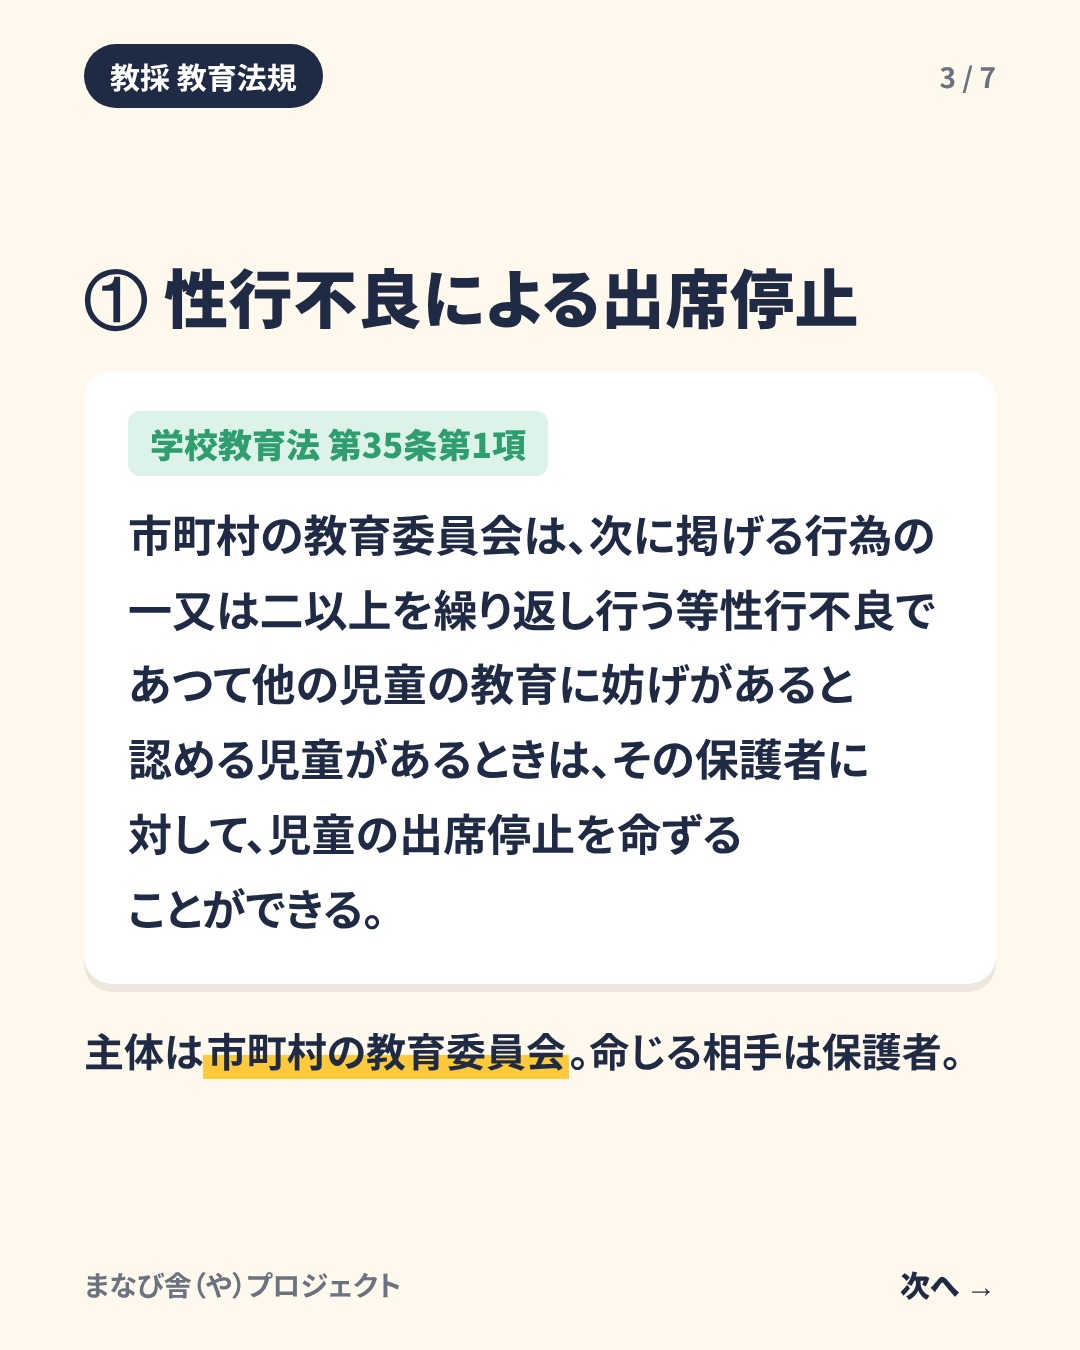 教採 教育法規
3 / 7
① 性行不良による出席停止
学校教育法 第35条第1項
市町村の教育委員会は、次に掲げる行為の
一又は二以上を繰り返し行う等性行不良で
あつて他の児童の教育に妨げがあると
認める児童があるときは、その保護者に
対して、児童の出席停止を命ずる
ことができる。
主体は市町村の教育委員会。命じる相手は保護者。
まなび舎(や)プロジェクト
次へ →